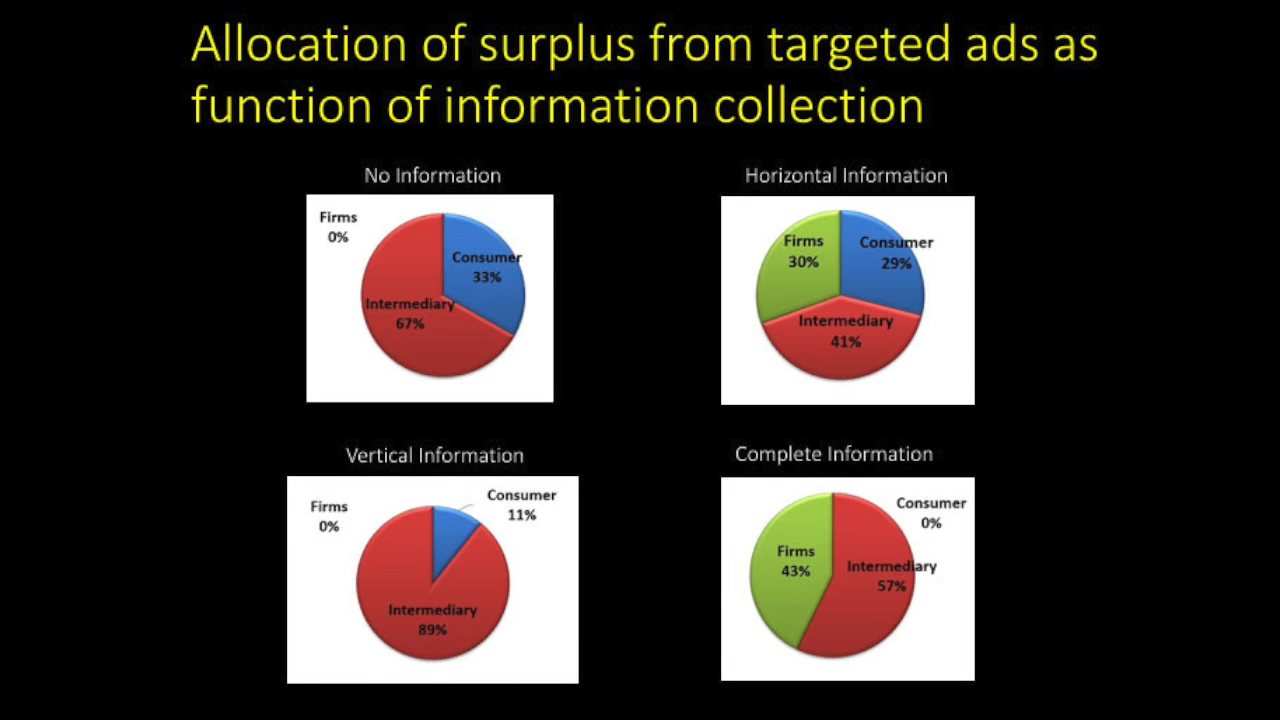 Allocation of surplus from targeted ads as
function of information collection
No Information
Firms
0%
Consumer
33%
Intermediary
67%
Horizontal Information
Firms
30%
Consumer
29%
Intermediary
41%
Vertical Information
Firms
0%
Consumer
11%
Intermediary
89%
Complete Information
Consumer
0%
Firms
43%
Intermediary
57%